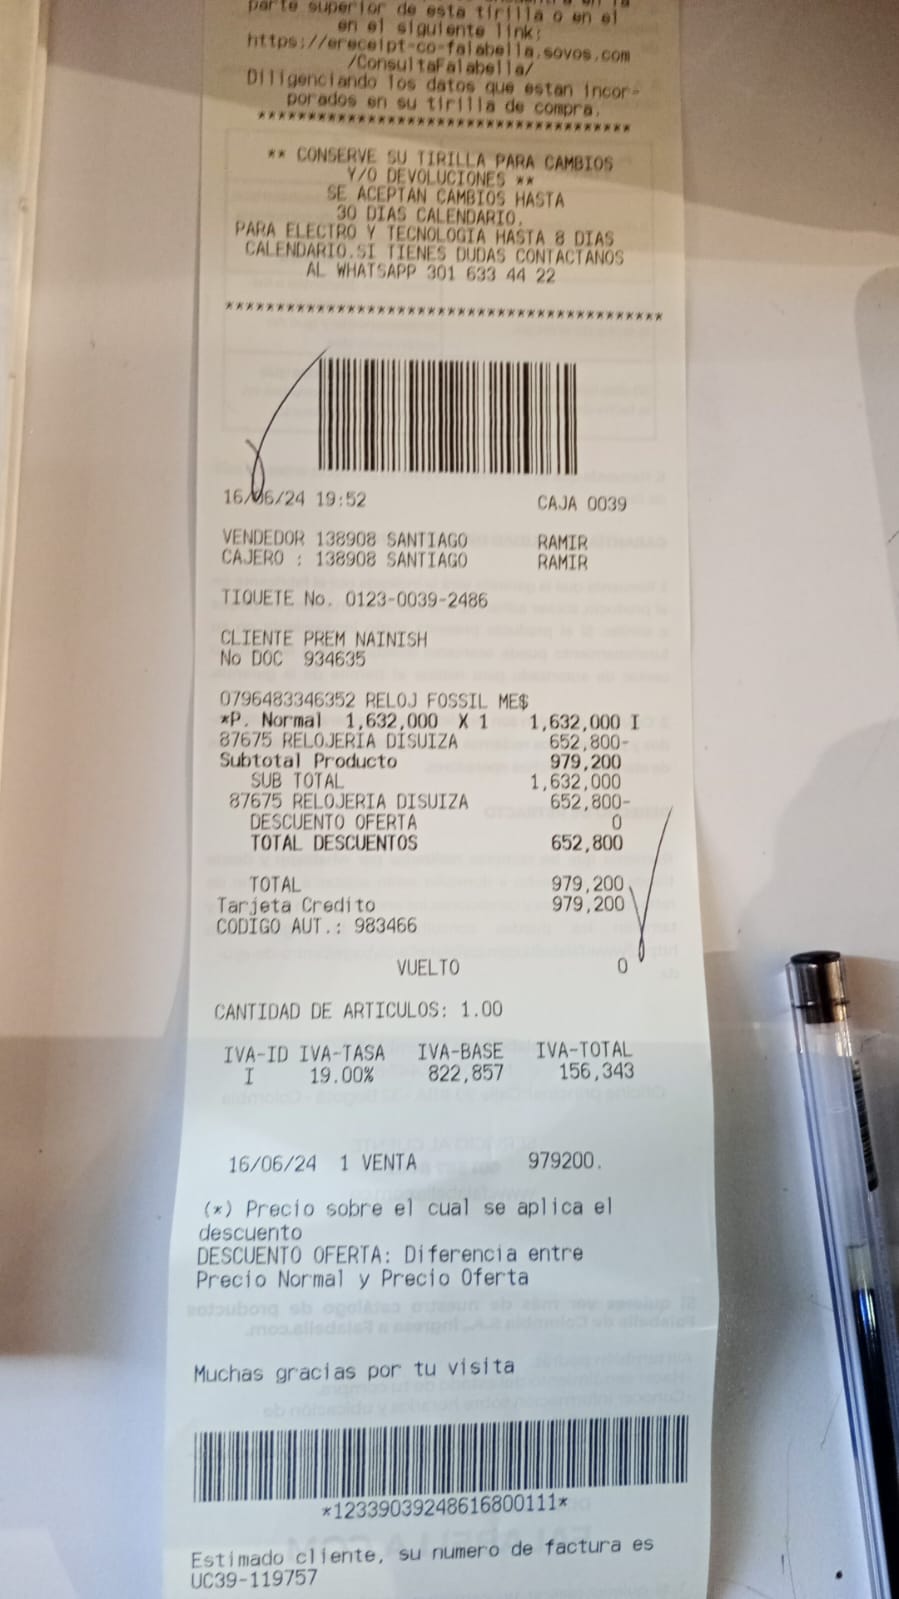 parte superior de esta tirilla o en el
en el siguiente link:
https://ereceipt-co-falabella.sovos.com
/ConsultaFalabella/
Diligenciando los datos que estan incor-
porados en su tirilla de compra.
****************************************
** CONSERVE SU TIRILLA PARA CAMBIOS
Y/O DEVOLUCIONES **
SE ACEPTAN CAMBIOS HASTA
30 DIAS CALENDARIO.
PARA ELECTRO Y TECNOLOGIA HASTA 8 DIAS
CALENDARIO.SI TIENES DUDAS CONTACTANOS
AL WHATSAPP 301 633 44 22
******************************************
16/06/24 19:52 CAJA 0039
VENDEDOR 138908 SANTIAGO RAMIR
CAJERO : 138908 SANTIAGO RAMIR
TIQUETE No. 0123-0039-2486
CLIENTE PREM NAINISH
No DOC 934635
0796483346352 RELOJ FOSSIL ME$
*P. Normal 1,632,000 X 1 1,632,000 I
87675 RELOJERIA DISUIZA 652,800-
Subtotal Producto 979,200
SUB TOTAL 1,632,000
87675 RELOJERIA DISUIZA 652,800-
DESCUENTO OFERTA 0
TOTAL DESCUENTOS 652,800
TOTAL 979,200
Tarjeta Credito 979,200
CODIGO AUT.: 983466
VUELTO 0
CANTIDAD DE ARTICULOS: 1.00
IVA-ID IVA-TASA IVA-BASE IVA-TOTAL
I 19.00% 822,857 156,343
16/06/24 1 VENTA 979200.
(*) Precio sobre el cual se aplica el
descuento
DESCUENTO OFERTA: Diferencia entre
Precio Normal y Precio Oferta
Muchas gracias por tu visita
*12339039248616800111*
Estimado cliente, su numero de factura es
UC39-119757